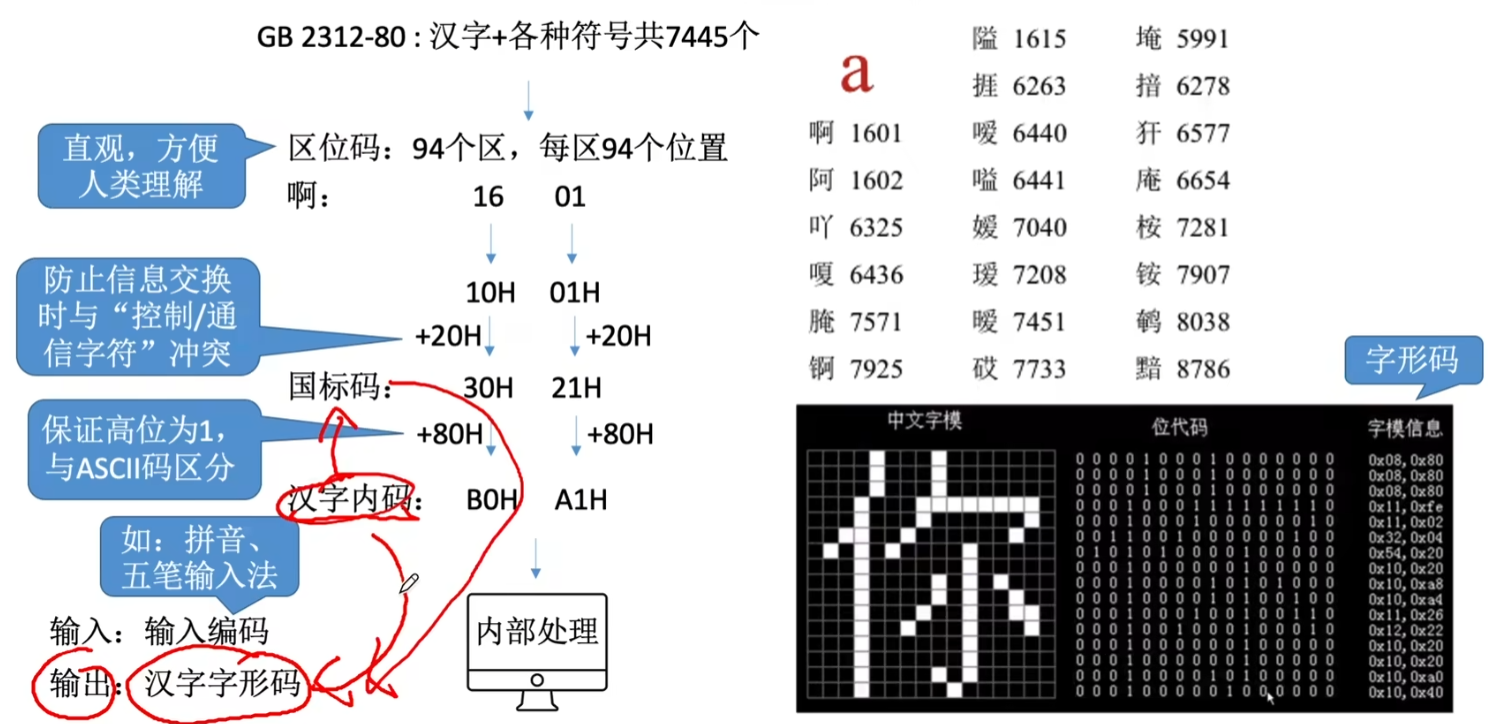 GB 2312-80 : 汉字+各种符号共7445个
直观，方便
人类理解
区位码：94个区，每区94个位置
啊： 16 01
防止信息交换
时与“控制/通
信字符”冲突
10H 01H
+20H +20H
国标码： 30H 21H
保证高位为1，
与ASCII码区分
+80H +80H
汉字内码： B0H A1H
如：拼音、
五笔输入法
输入：输入编码
输出：汉字字形码
内部处理
a
啊 1601
阿 1602
吖 6325
嗄 6436
腌 7571
锕 7925
隘 1615
捱 6263
嗳 6440
嗌 6441
嫒 7040
瑷 7208
暧 7451
砹 7733
埯 5991
揞 6278
犴 6577
庵 6654
桉 7281
铵 7907
鹌 8038
黯 8786
字形码
中文字模 位代码 字模信息
0 0 0 0 1 0 0 0 1 0 0 0 0 0 0 0 0x08,0x80
0 0 0 0 1 0 0 0 1 0 0 0 0 0 0 0 0x08,0x80
0 0 0 0 1 0 0 0 1 0 0 0 0 0 0 0 0x08,0x80
0 0 0 1 0 0 0 1 1 1 1 1 1 1 1 0 0x11,0xfe
0 0 0 1 0 0 0 1 0 0 0 0 0 0 1 0 0x11,0x02
0 0 1 1 0 0 1 0 0 0 0 0 0 1 0 0 0x32,0x04
0 1 0 1 0 1 0 0 0 0 1 0 0 0 0 0 0x54,0x20
0 0 0 1 0 0 0 0 0 0 1 0 0 0 0 0 0x10,0x20
0 0 0 1 0 0 0 0 1 0 1 0 1 0 0 0 0x10,0xa8
0 0 0 1 0 0 0 0 1 0 1 0 0 1 0 0 0x10,0xa4
0 0 0 1 0 0 0 1 0 0 1 0 0 1 1 0 0x11,0x26
0 0 0 1 0 0 1 0 0 0 1 0 0 0 1 0 0x12,0x22
0 0 0 1 0 0 0 0 0 0 1 0 0 0 0 0 0x10,0x20
0 0 0 1 0 0 0 0 0 0 1 0 0 0 0 0 0x10,0x20
0 0 0 1 0 0 0 0 1 0 1 0 0 0 0 0 0x10,0xa0
0 0 0 1 0 0 0 0 0 1 0 0 0 0 0 0 0x10,0x40